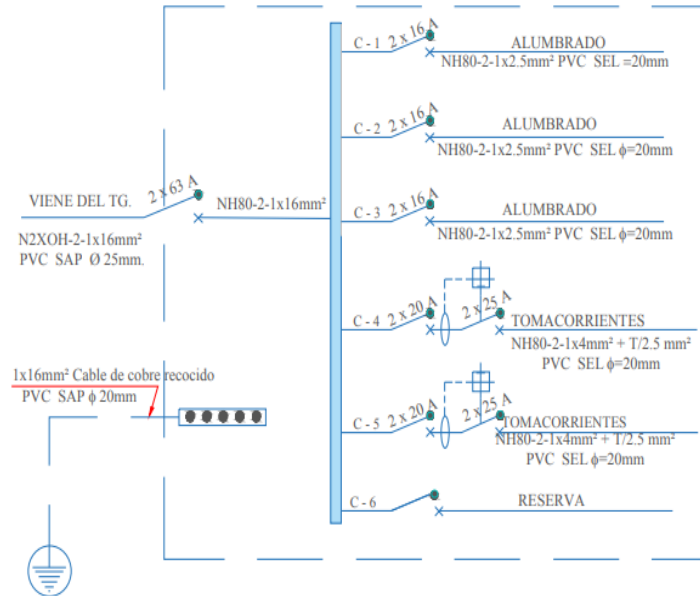 C - 1 2 x 16 A ALUMBRADO
NH80-2-1x2.5mm² PVC SEL =20mm
C - 2 2 x 16 A ALUMBRADO
NH80-2-1x2.5mm² PVC SEL ϕ=20mm
VIENE DEL TG. 2 x 63 A NH80-2-1x16mm²
N2XOH-2-1x16mm²
PVC SAP Ø 25mm.
C - 3 2 x 16 A ALUMBRADO
NH80-2-1x2.5mm² PVC SEL ϕ=20mm
C - 4 2 x 20 A 2 x 25 A TOMACORRIENTES
NH80-2-1x4mm² + T/2.5 mm²
PVC SEL ϕ=20mm
1x16mm² Cable de cobre recocido
PVC SAP ϕ 20mm
C - 5 2 x 20 A 2 x 25 A TOMACORRIENTES
NH80-2-1x4mm² + T/2.5 mm²
PVC SEL ϕ=20mm
C - 6 RESERVA